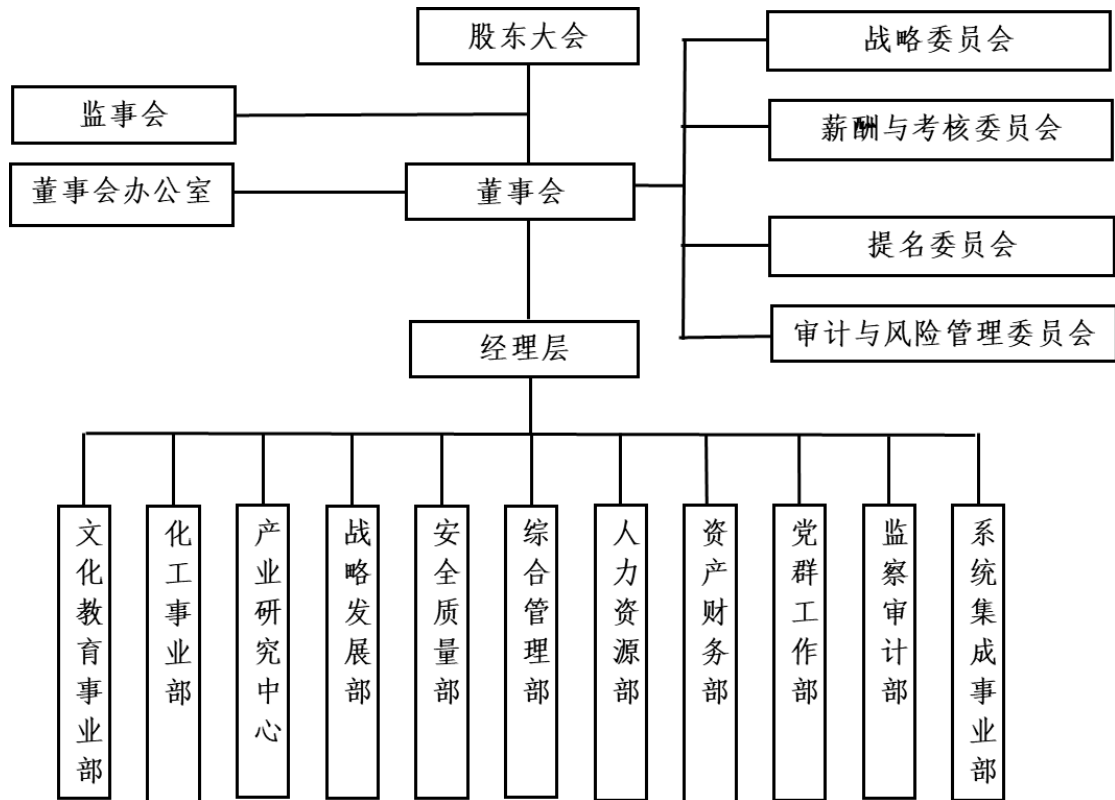 股东大会
战略委员会
监事会
薪酬与考核委员会
董事会办公室
董事会
提名委员会
经理层
审计与风险管理委员会
文化教育事业部
化工事业部
产业研究中心
战略发展部
安全质量部
综合管理部
人力资源部
资产财务部
党群工作部
监察审计部
系统集成事业部